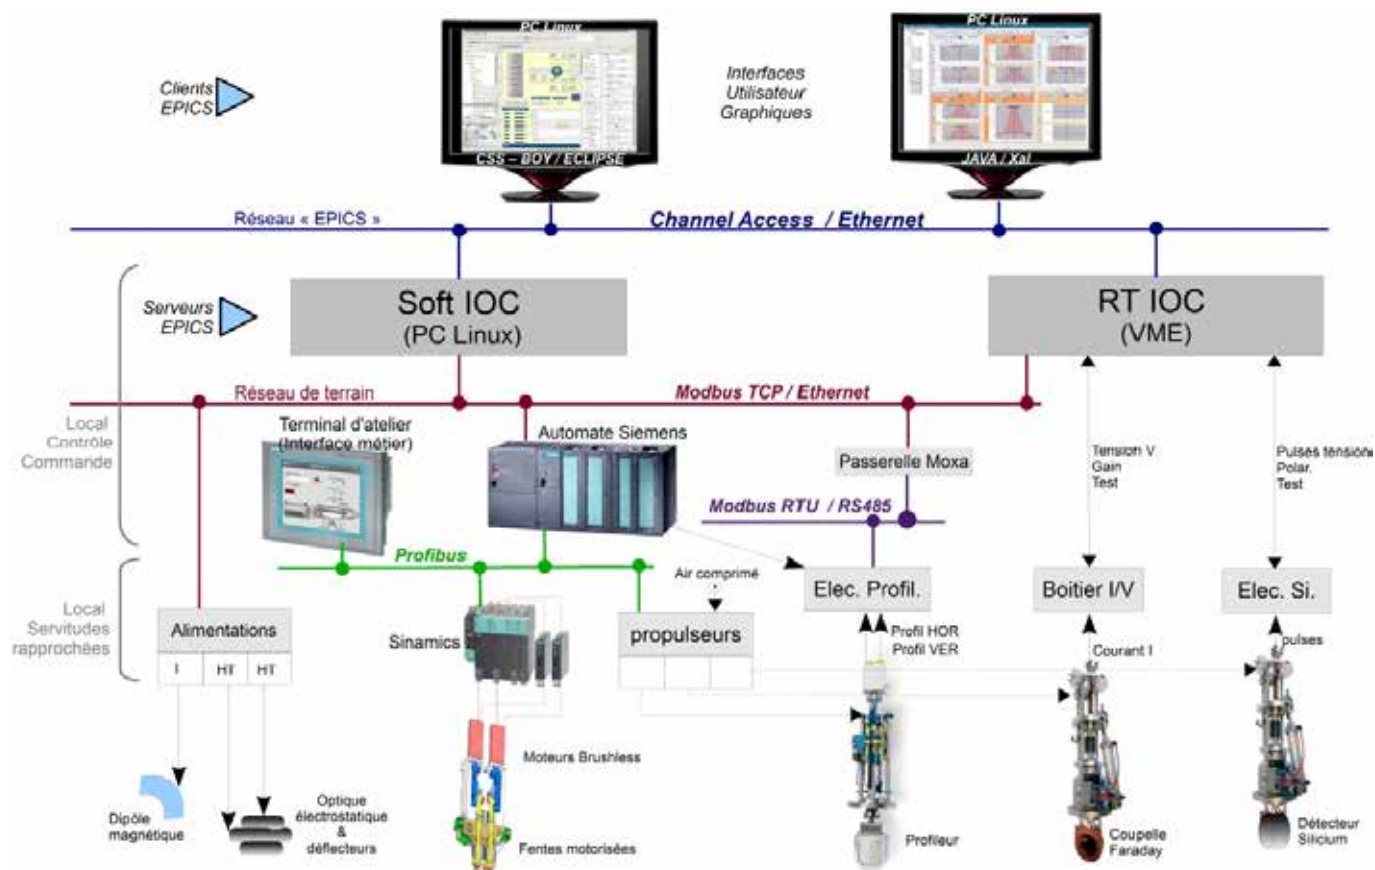 PC Linux
PC Linux
Clients
EPICS
Interfaces
Utilisateur
Graphiques
CSS – BOY / ECLIPSE
JAVA / Xal
Réseau « EPICS »
Channel Access / Ethernet
Serveurs
EPICS
Soft IOC
(PC Linux)
RT IOC
(VME)
Réseau de terrain
Modbus TCP / Ethernet
Local
Contrôle
Commande
Terminal d'atelier
(Interface métier)
Automate Siemens
Passerelle Moxa
Tension V
Gain
Test
Pulses tensions
Polar.
Test
Modbus RTU / RS485
Profibus
Air comprimé
Elec. Profil.
Boitier I/V
Elec. Si.
Local
Servitudes
rapprochées
Alimentations
I
HT
HT
Sinamics
propulseurs
Profil HOR
Profil VER
Courant I
pulses
Moteurs Brushless
Dipôle
magnétique
Optique
électrostatique
&
déflecteurs
Fentes motorisées
Profileur
Coupelle
Faraday
Détecteur
Silicium